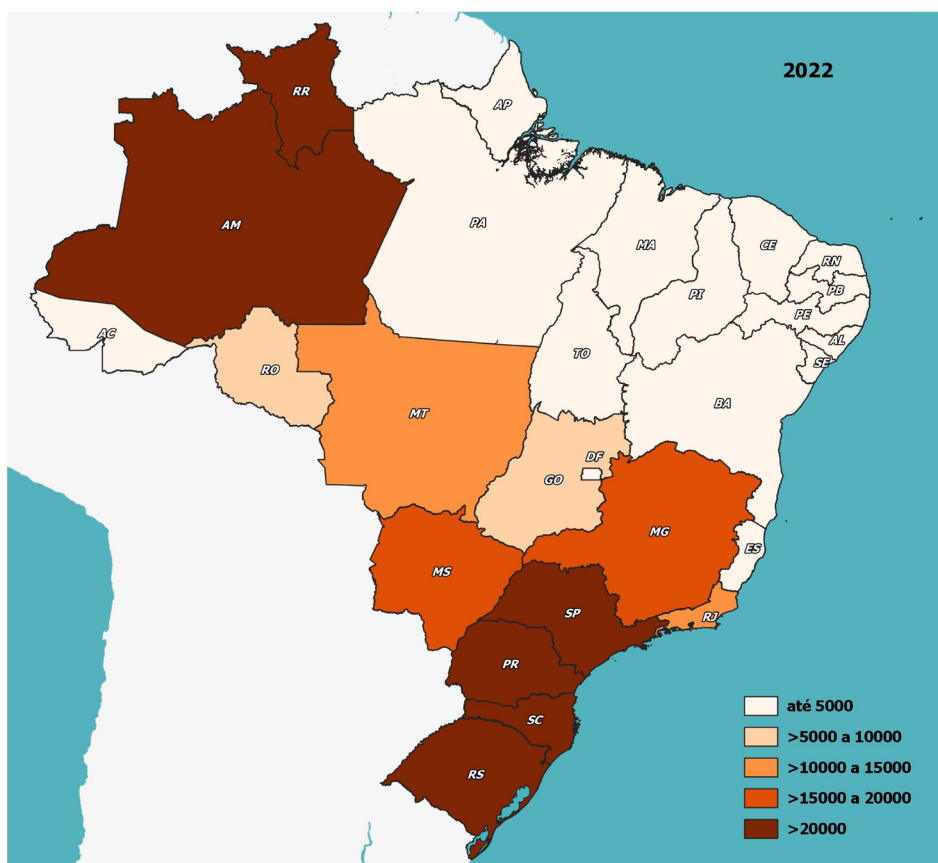 2022
RR
AP
AM
PA
MA
CE
RN
PB
PI
PE
AC
AL
TO
SE
RO
BA
MT
DF
GO
MG
ES
MS
SP
RJ
PR
SC
RS
até 5000
>5000 a 10000
>10000 a 15000
>15000 a 20000
>20000